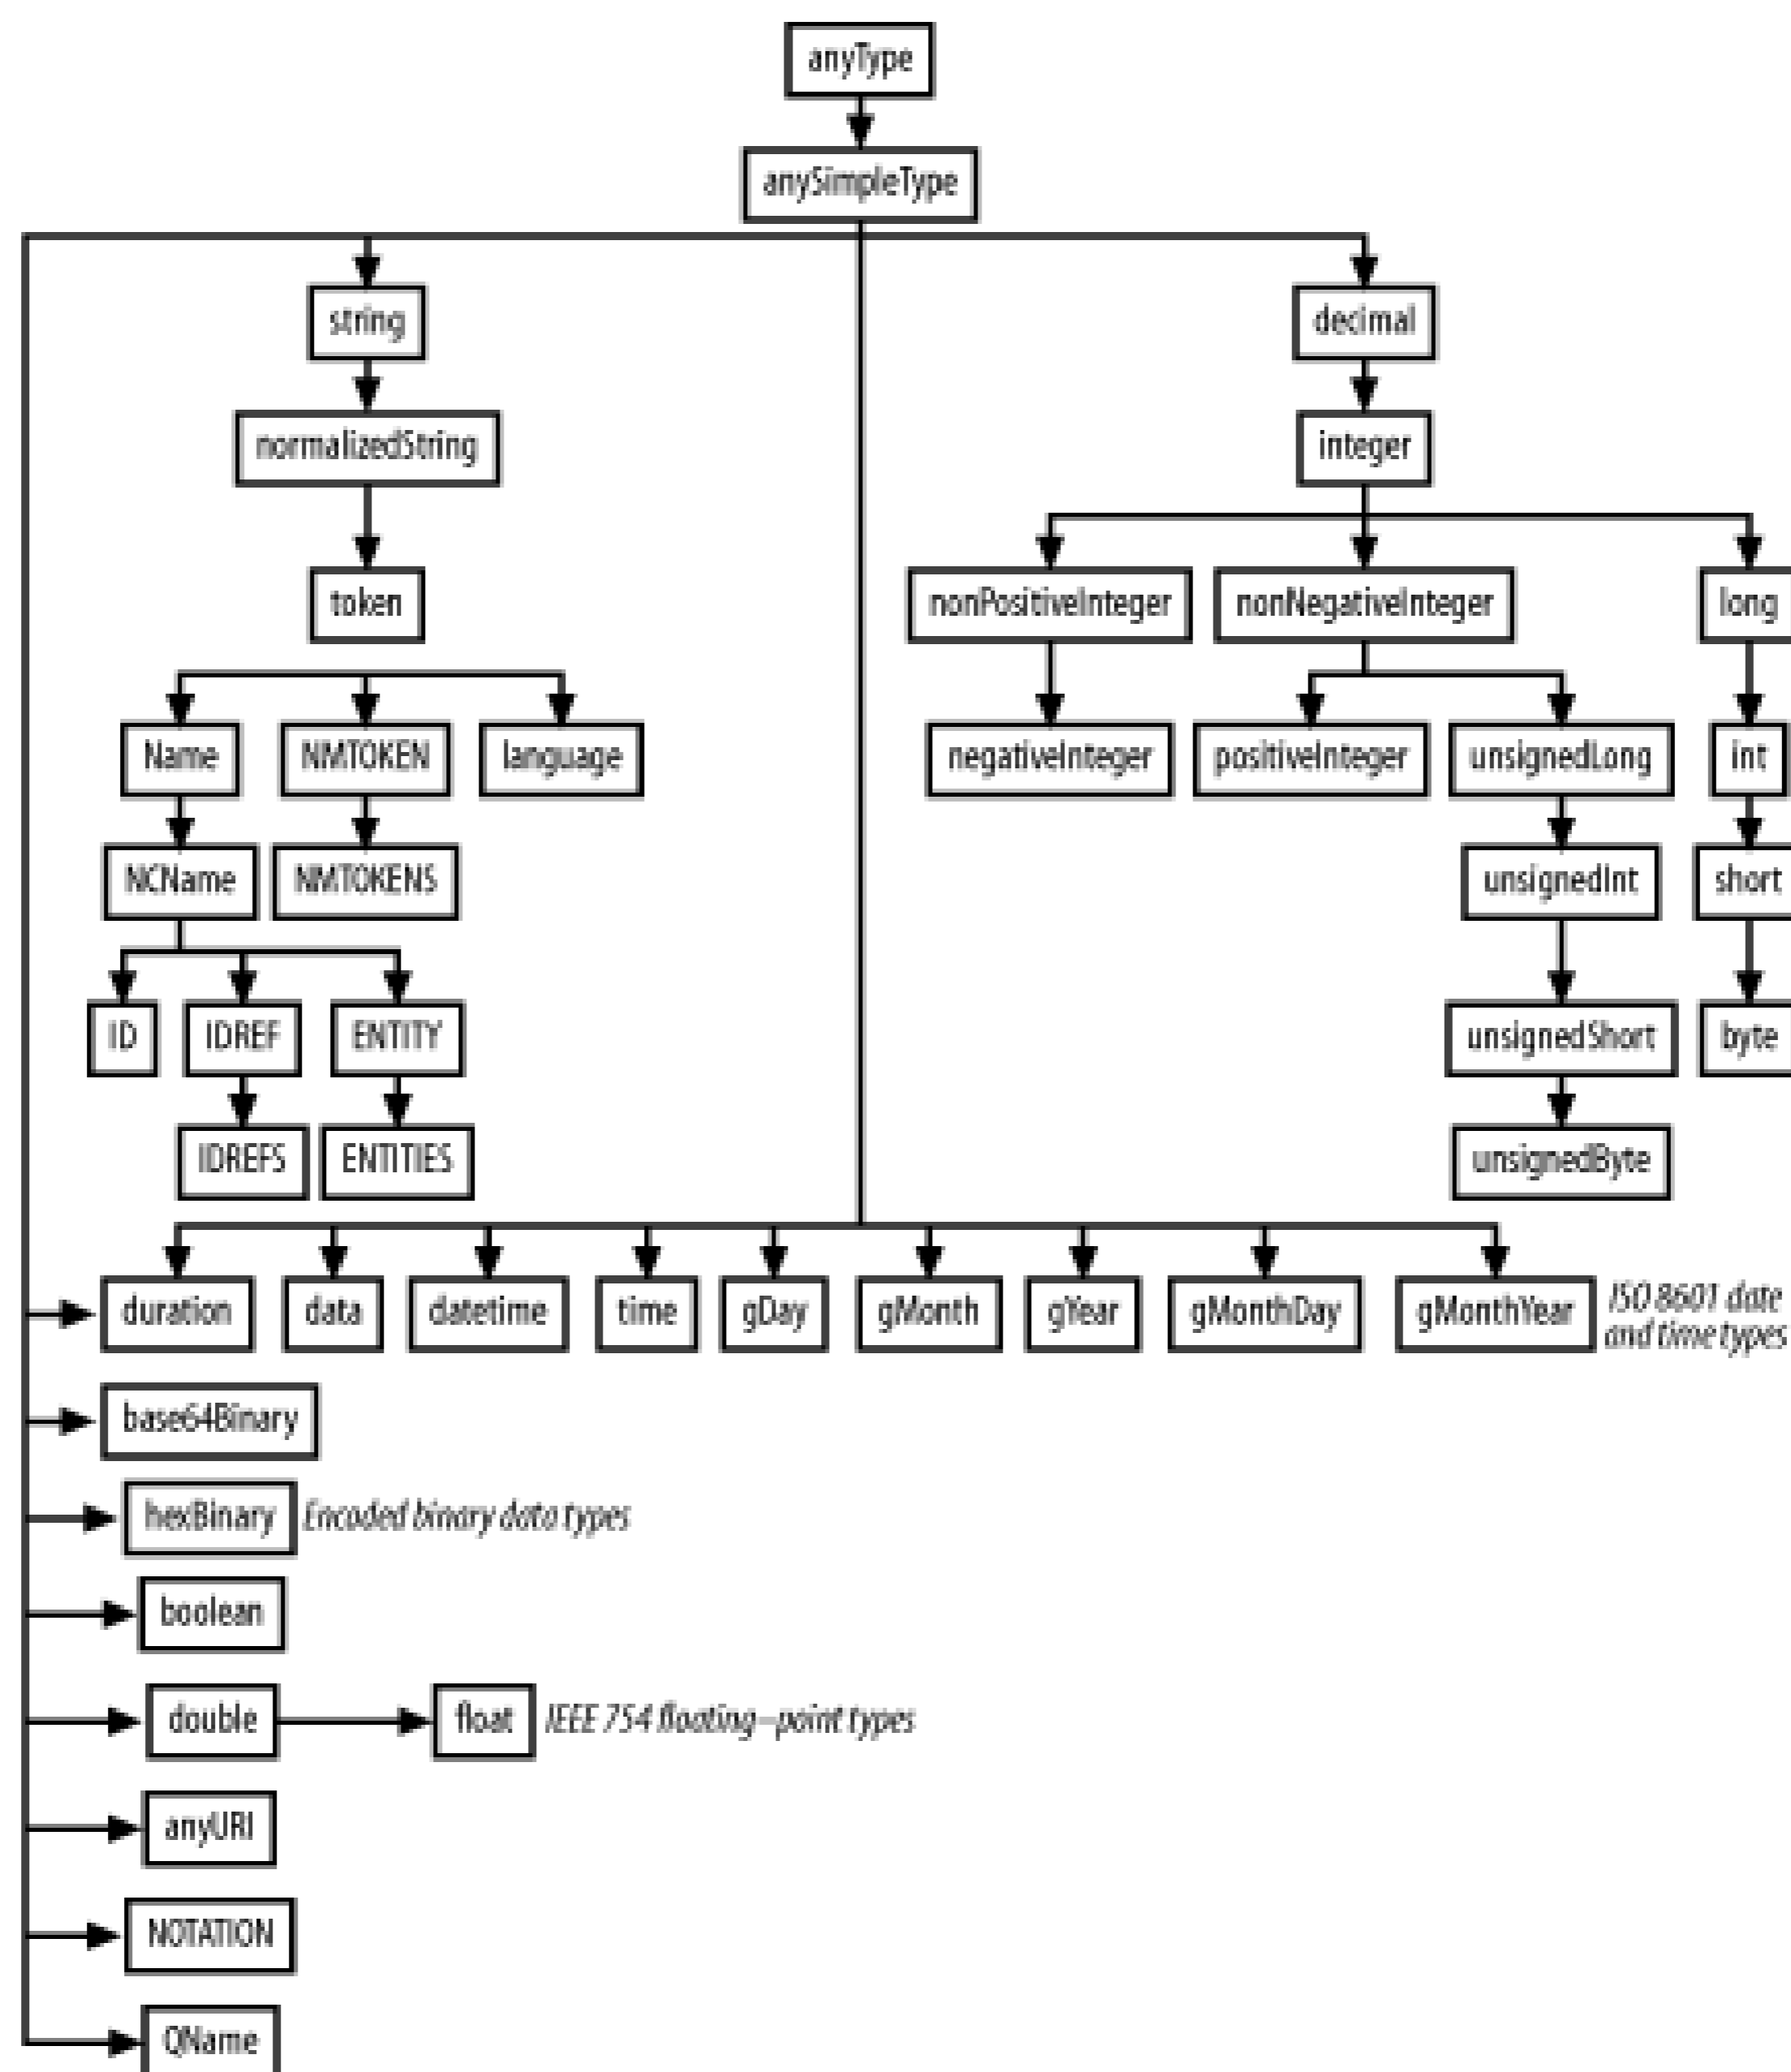 anyType
anySimpleType
string
decimal
normalizedString
integer
token
nonPositiveInteger
nonNegativeInteger
long
Name
NMTOKEN
language
negativeInteger
positiveInteger
unsignedLong
int
NCName
NMTOKENS
unsignedInt
short
ID
IDREF
ENTITY
unsignedShort
byte
IDREFS
ENTITIES
unsignedByte
duration
data
datetime
time
gDay
gMonth
gYear
gMonthDay
gMonthYear
ISO 8601 date
and time types
base64Binary
hexBinary
Encoded binary data types
boolean
double
float
IEEE 754 floating–point types
anyURI
NOTATION
QName